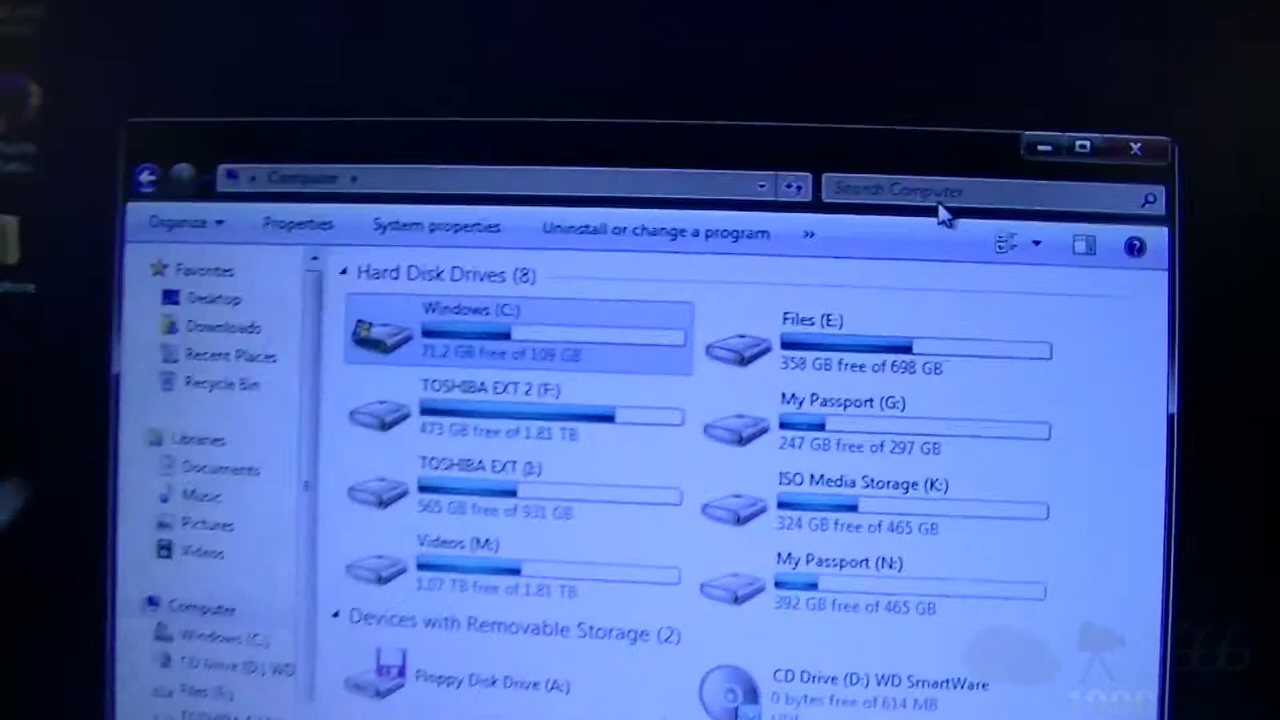 Computer
Search Computer
Organize
Properties
System properties
Uninstall or change a program
»
Favorites
Desktop
Downloads
Recent Places
Recycle Bin
Libraries
Documents
Music
Pictures
Videos
Computer
Windows (C:)
CD Drive (D:) WD
Files (E:)
Hard Disk Drives (8)
Windows (C:)
71.2 GB free of 109 GB
Files (E:)
358 GB free of 698 GB
TOSHIBA EXT 2 (F:)
473 GB free of 1.81 TB
My Passport (G:)
247 GB free of 297 GB
TOSHIBA EXT (I:)
565 GB free of 931 GB
ISO Media Storage (K:)
324 GB free of 465 GB
Videos (M:)
1.07 TB free of 1.81 TB
My Passport (N:)
392 GB free of 465 GB
Devices with Removable Storage (2)
Floppy Disk Drive (A:)
CD Drive (D:) WD SmartWare
0 bytes free of 614 MB